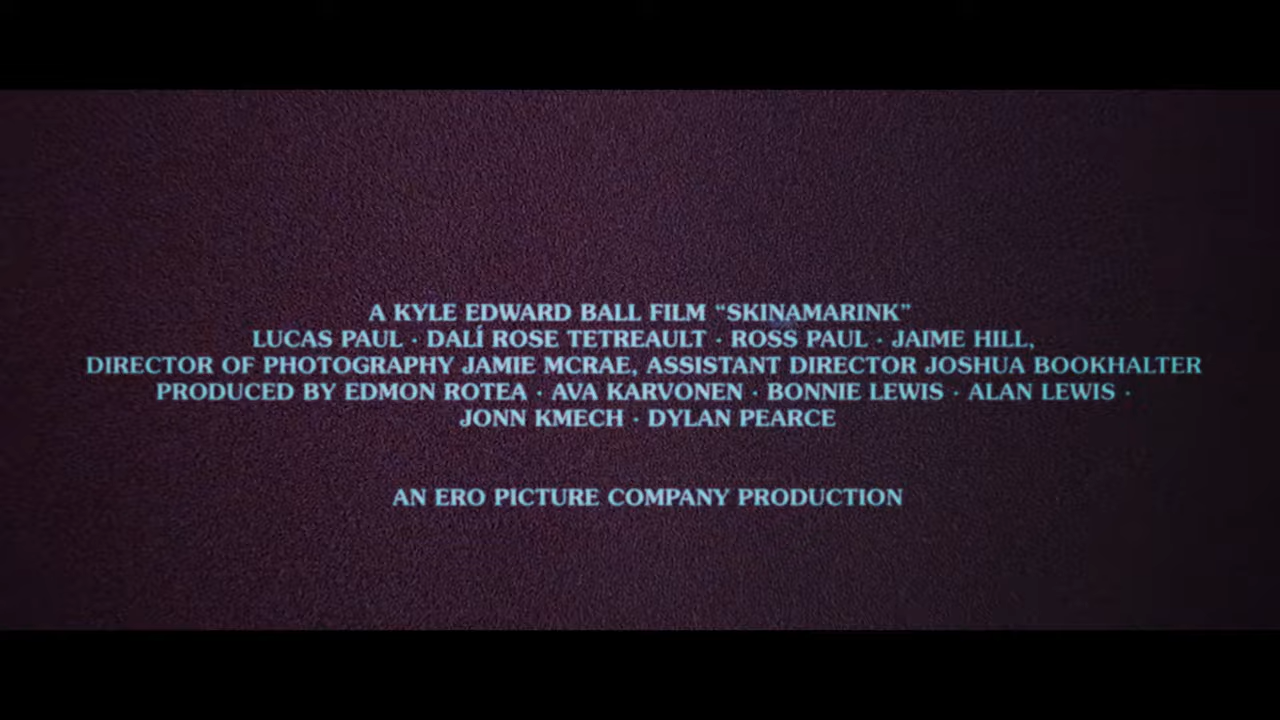 A KYLE EDWARD BALL FILM “SKINAMARINK”
LUCAS PAUL · DALÍ ROSE TETREAULT · ROSS PAUL · JAIME HILL,
DIRECTOR OF PHOTOGRAPHY JAMIE MCRAE, ASSISTANT DIRECTOR JOSHUA BOOKHALTER
PRODUCED BY EDMON ROTEA · AVA KARVONEN · BONNIE LEWIS · ALAN LEWIS ·
JONN KMECH · DYLAN PEARCE
AN ERO PICTURE COMPANY PRODUCTION